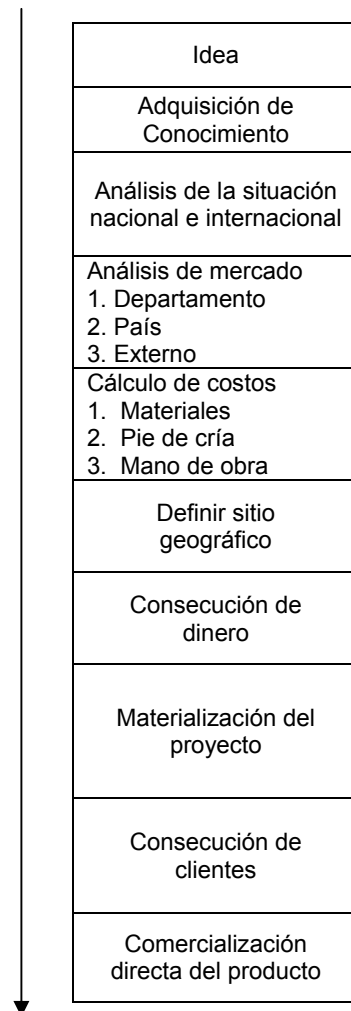 Idea
Adquisición de
Conocimiento
Análisis de la situación
nacional e internacional
Análisis de mercado
1. Departamento
2. País
3. Externo
Cálculo de costos
1. Materiales
2. Pie de cría
3. Mano de obra
Definir sitio
geográfico
Consecución de
dinero
Materialización del
proyecto
Consecución de
clientes
Comercialización
directa del producto